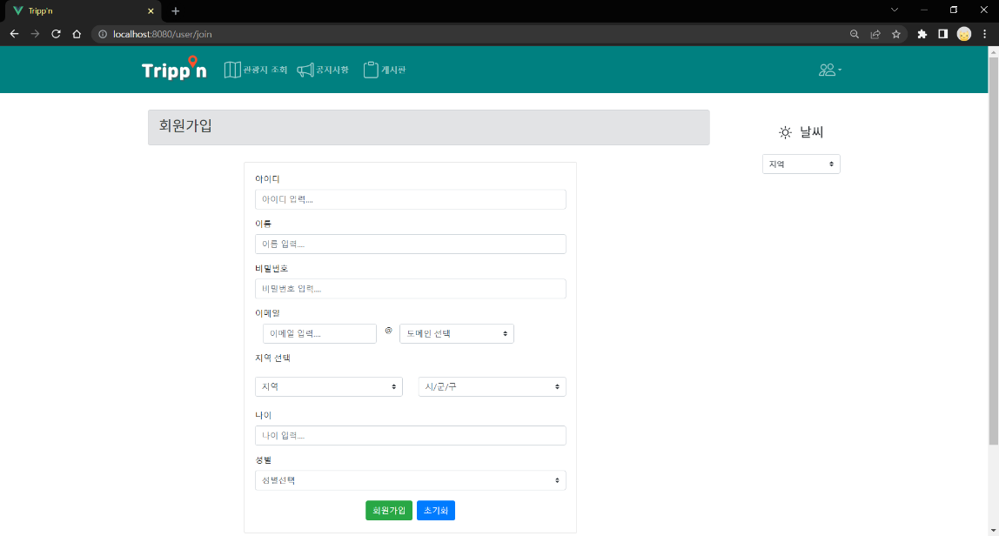 Tripp'n
localhost:8080/user/join
Tripp'n 관광지 조회 공지사항 게시판
회원가입
날씨
지역
아이디
아이디 입력....
이름
이름 입력....
비밀번호
비밀번호 입력....
이메일
이메일 입력.... @ 도메인 선택
지역 선택
지역 시/군/구
나이
나이 입력....
성별
성별선택
회원가입 초기화